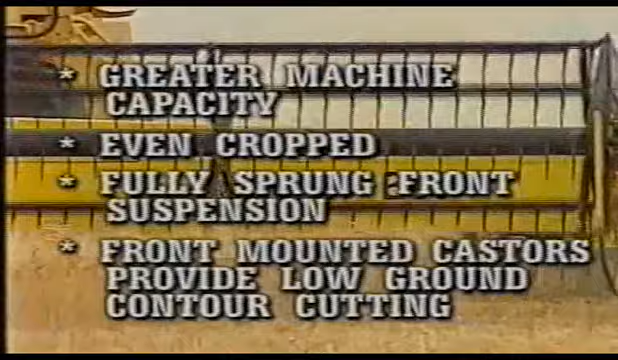 * GREATER MACHINE
CAPACITY
* EVEN CROPPED
* FULLY SPRUNG FRONT
SUSPENSION
* FRONT MOUNTED CASTORS
PROVIDE LOW GROUND
CONTOUR CUTTING